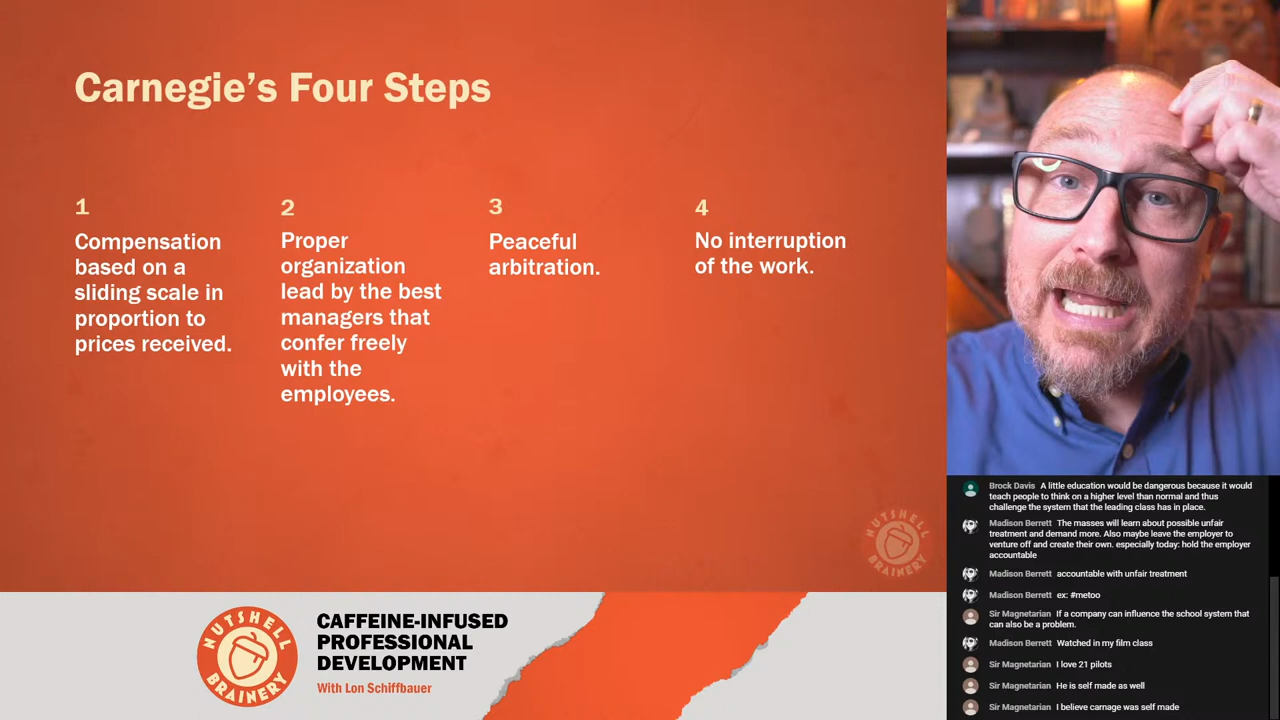 Carnegie’s Four Steps
1
Compensation
based on a
sliding scale in
proportion to
prices received.
2
Proper
organization
lead by the best
managers that
confer freely
with the
employees.
3
Peaceful
arbitration.
4
No interruption
of the work.
NUTSHELL
BRAINERY
NUTSHELL
BRAINERY
CAFFEINE-INFUSED
PROFESSIONAL
DEVELOPMENT
With Lon Schiffbauer
Brock Davis A little education would be dangerous because it would
teach people to think on a higher level than normal and thus
challenge the system that the leading class has in place.
Madison Berrett The masses will learn about possible unfair
treatment and demand more. Also maybe leave the employer to
venture off and create their own. especially today: hold the employer
accountable
Madison Berrett accountable with unfair treatment
Madison Berrett ex: #metoo
Sir Magnetarian If a company can influence the school system that
can also be a problem.
Madison Berrett Watched in my film class
Sir Magnetarian I love 21 pilots
Sir Magnetarian He is self made as well
Sir Magnetarian I believe carnage was self made